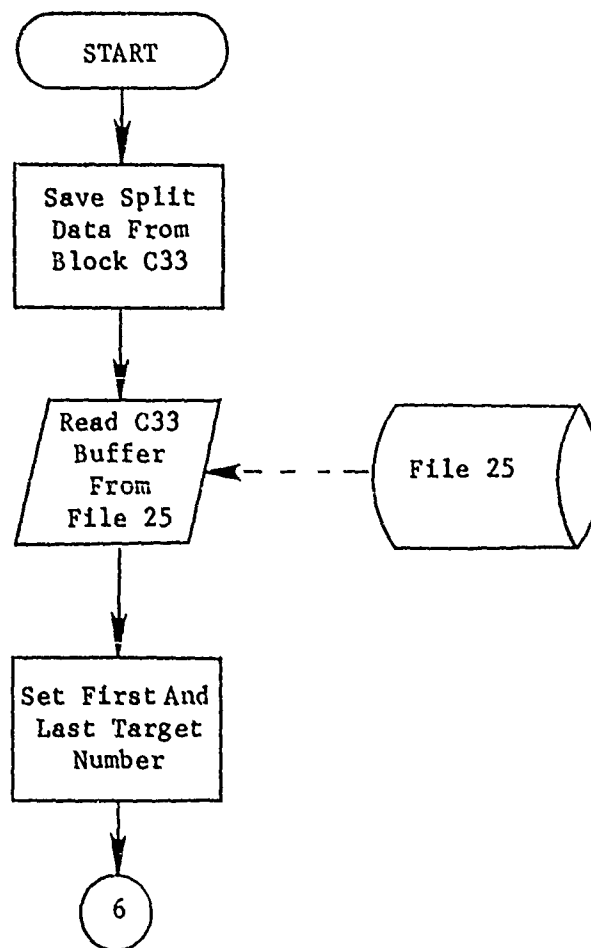 START
Save Split
Data From
Block C33
Read C33
Buffer
From
File 25
File 25
Set First And
Last Target
Number
6